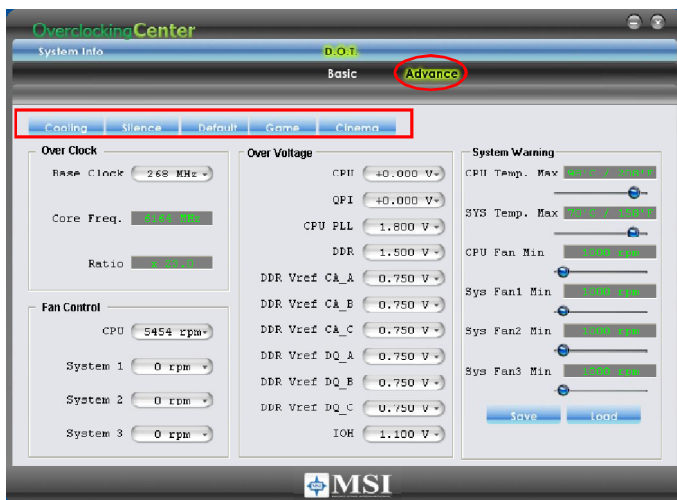 OverclockingCenter
System Info
D.O.T.
Basic
Advance
Cooling
Silence
Default
Game
Cinema
Over Clock
Base Clock 268 MHz
Core Freq.
Ratio
Fan Control
CPU 5454 rpm
System 1 0 rpm
System 2 0 rpm
System 3 0 rpm
Over Voltage
CPU +0.000 V
QPI +0.000 V
CPU PLL 1.800 V
DDR 1.500 V
DDR Vref CA_A 0.750 V
DDR Vref CA_B 0.750 V
DDR Vref CA_C 0.750 V
DDR Vref DQ_A 0.750 V
DDR Vref DQ_B 0.750 V
DDR Vref DQ_C 0.750 V
IOH 1.100 V
System Warning
CPU Temp. Max
SYS Temp. Max
CPU Fan Min 1000 rpm
Sys Fan1 Min 1000 rpm
Sys Fan2 Min 1000 rpm
Sys Fan3 Min 1000 rpm
Save
Load
MSI